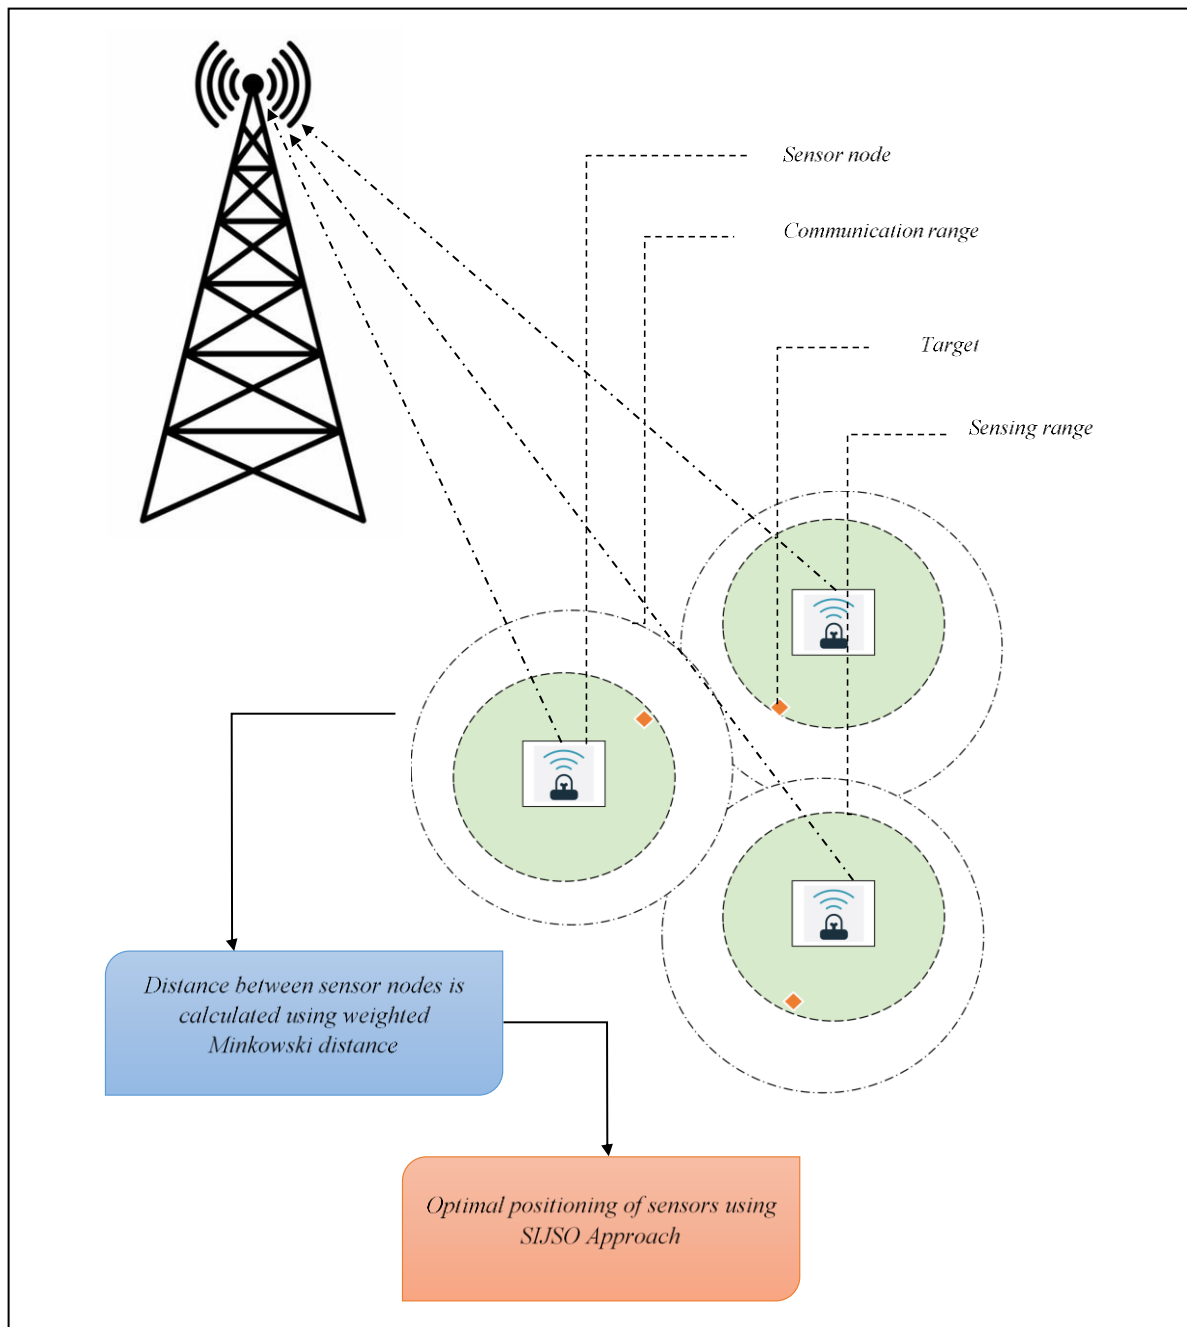 Sensor node
Communication range
Target
Sensing range
Distance between sensor nodes is
calculated using weighted
Minkowski distance
Optimal positioning of sensors using
SIJSO Approach